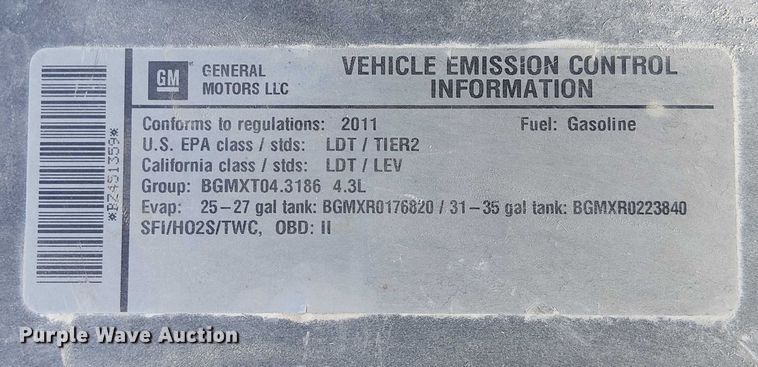 *BZ451359*
GM
GENERAL
MOTORS LLC
VEHICLE EMISSION CONTROL
INFORMATION
Conforms to regulations: 2011 Fuel: Gasoline
U.S. EPA class / stds: LDT / TIER2
California class / stds: LDT / LEV
Group: BGMXT04.3186 4.3L
Evap: 25-27 gal tank: BGMXR0176820 / 31-35 gal tank: BGMXR0223840
SFI/HO2S/TWC, OBD: II
Purple Wave Auction